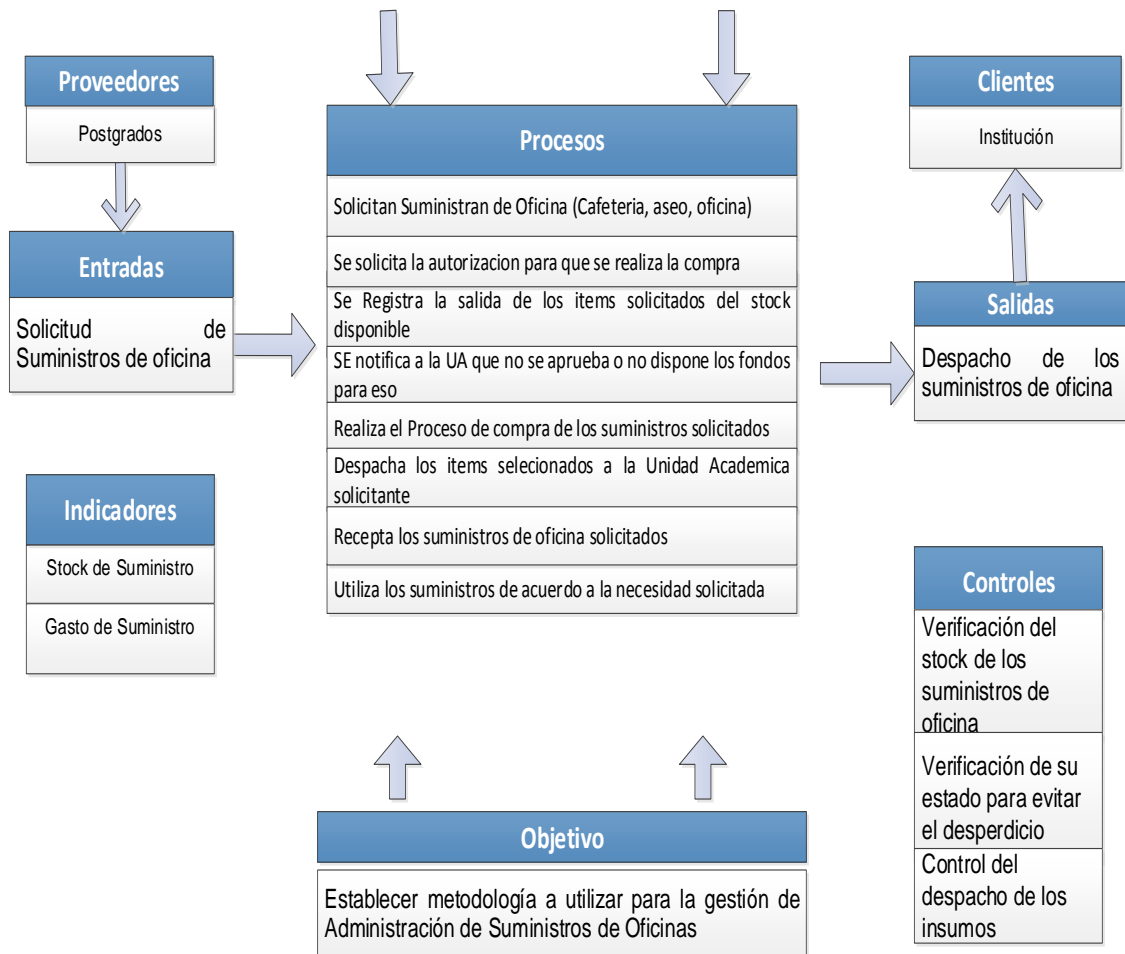 Proveedores
Postgrados
Entradas
Solicitud de
Suministros de oficina
Indicadores
Stock de Suministro
Gasto de Suministro
Procesos
Solicitan Suministran de Oficina (Cafeteria, aseo, oficina)
Se solicita la autorizacion para que se realiza la compra
Se Registra la salida de los items solicitados del stock
disponible
SE notifica a la UA que no se aprueba o no dispone los fondos
para eso
Realiza el Proceso de compra de los suministros solicitados
Despacha los items selecionados a la Unidad Academica
solicitante
Recepta los suministros de oficina solicitados
Utiliza los suministros de acuerdo a la necesidad solicitada
Objetivo
Establecer metodología a utilizar para la gestión de
Administración de Suministros de Oficinas
Clientes
Institución
Salidas
Despacho de los
suministros de oficina
Controles
Verificación del
stock de los
suministros de
oficina
Verificación de su
estado para evitar
el desperdicio
Control del
despacho de los
insumos